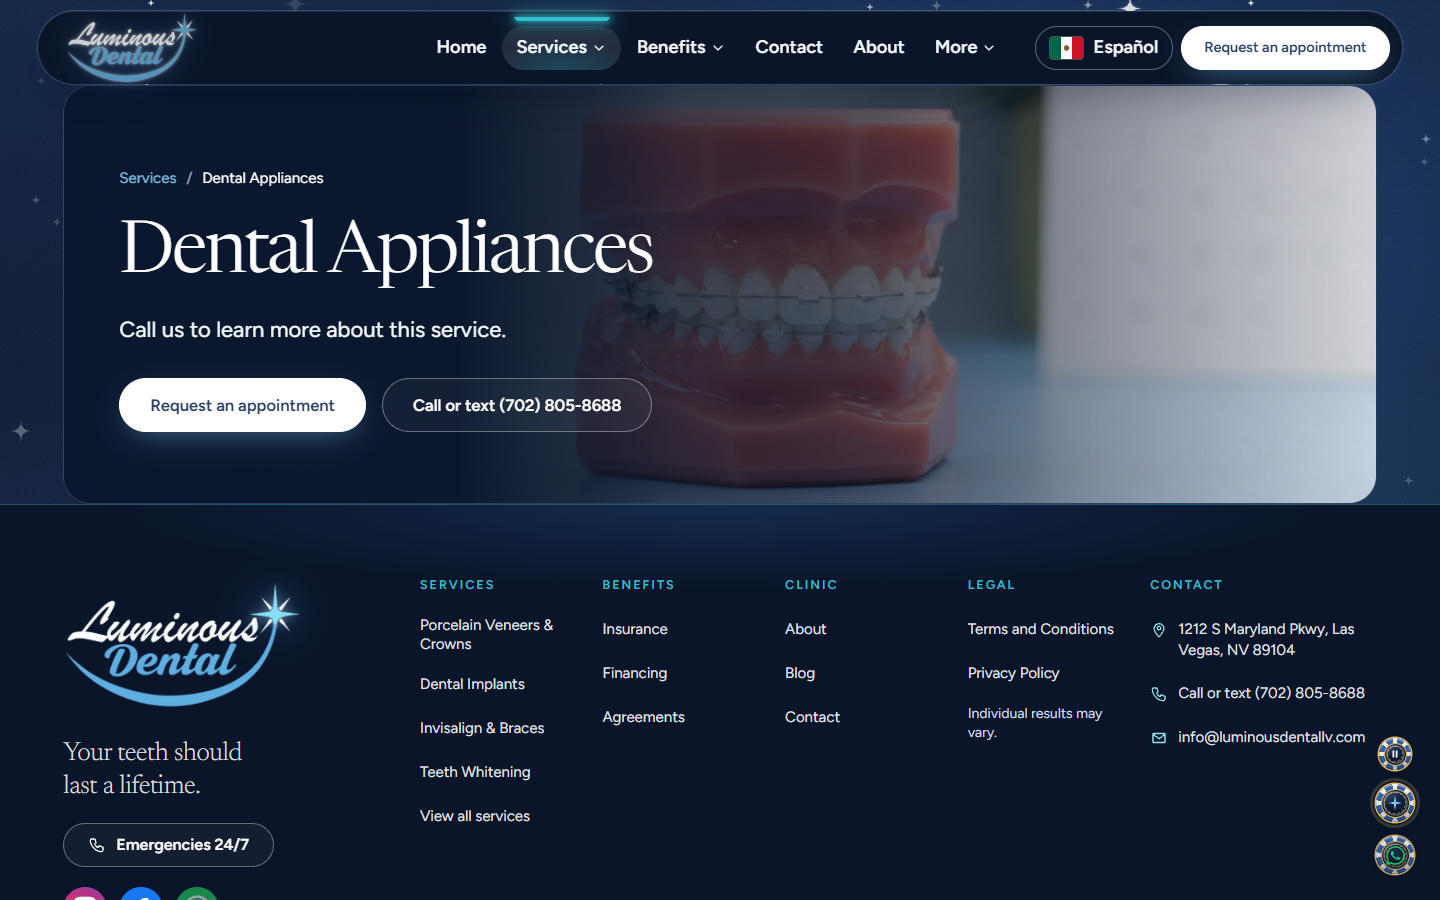 Luminous
Dental
Home
Services
Benefits
Contact
About
More
Español
Request an appointment
Services / Dental Appliances
Dental Appliances
Call us to learn more about this service.
Request an appointment
Call or text (702) 805-8688
Luminous
Dental
Your teeth should
last a lifetime.
Emergencies 24/7
SERVICES
Porcelain Veneers &
Crowns
Dental Implants
Invisalign & Braces
Teeth Whitening
View all services
BENEFITS
Insurance
Financing
Agreements
CLINIC
About
Blog
Contact
LEGAL
Terms and Conditions
Privacy Policy
Individual results may
vary.
CONTACT
1212 S Maryland Pkwy, Las
Vegas, NV 89104
Call or text (702) 805-8688
info@luminousdentallv.com